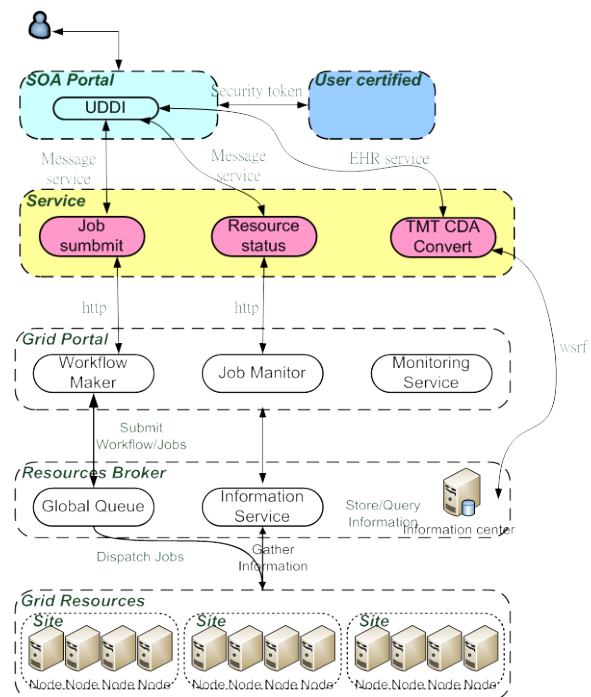 SOA Portal
User certified
UDDI
Security token
Message
service
Message
service
EHR service
Service
Job
sumbmit
Resource
status
TMT CDA
Convert
http
http
wsrf
Grid Portal
Workflow
Maker
Job Manitor
Monitoring
Service
Submit
Workflow/Jobs
Resources Broker
Global Queue
Information
Service
Store/Query
Information
Information center
Dispatch Jobs
Gather
Information
Grid Resources
Site
Site
Site
Node Node Node Node
Node Node Node Node
Node Node Node Node